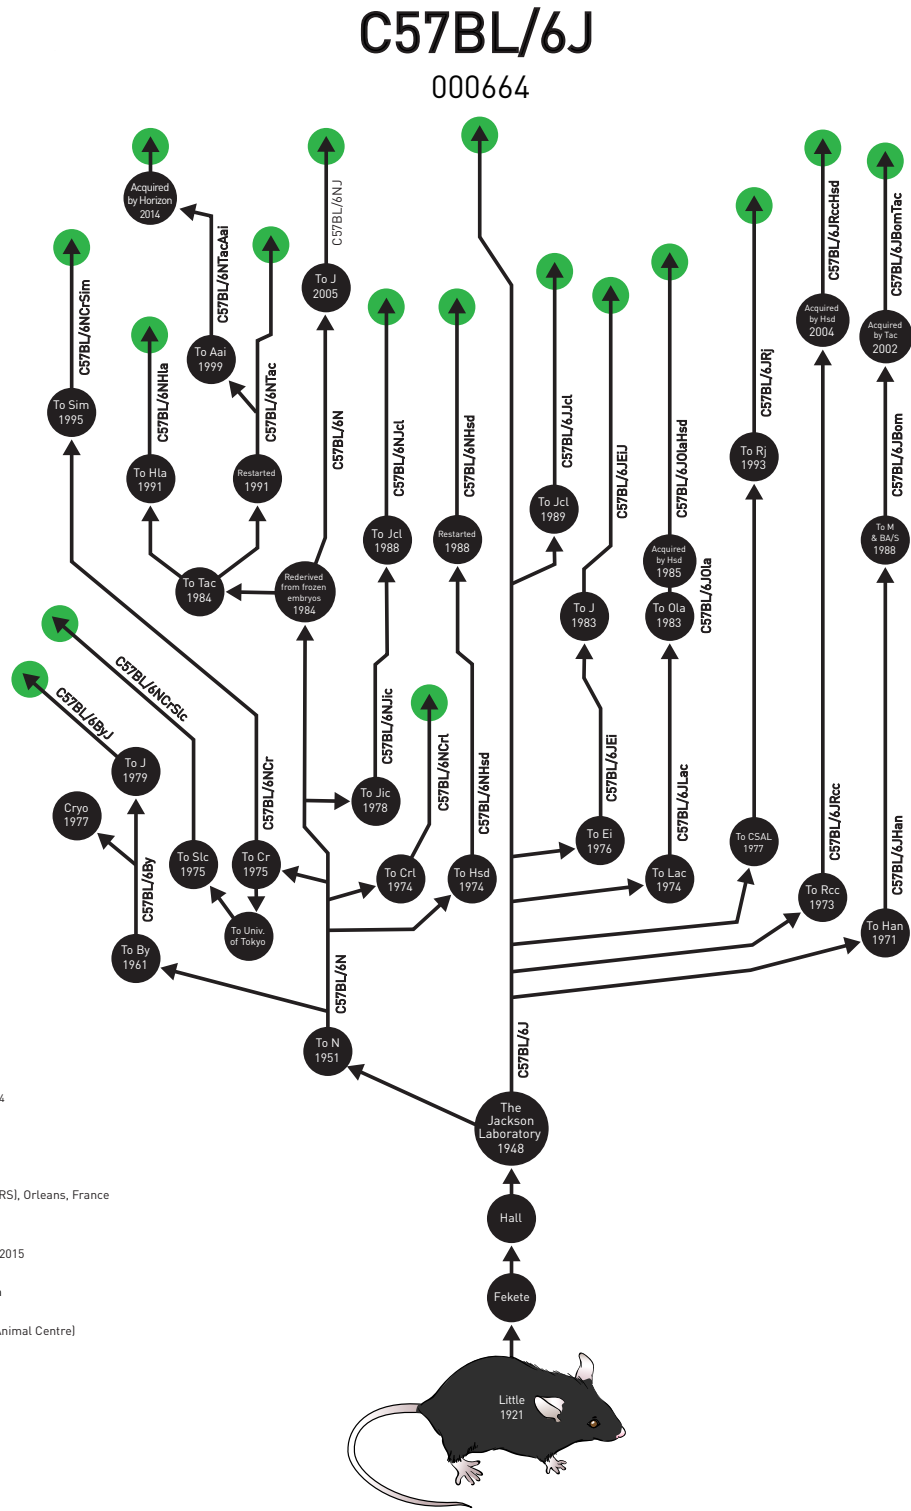 C57BL/6J
000664
Acquired
by Horizon
2014
C57BL/6NTacAai
C57BL/6NJ
C57BL/6NCrSim
To J
2005
C57BL/6NHla
To Aai
1999
C57BL/6NTac
C57BL/6N
To Sim
1995
To Hla
1991
Restarted
1991
C57BL/6NJcl
C57BL/6NHsd
C57BL/6JJcl
C57BL/6JEiJ
C57BL/6JOlaHsd
C57BL/6JRj
C57BL/6JRccHsd
C57BL/6JBomTac
Acquired
by Hsd
2004
Acquired
by Tac
2002
To Rj
1993
C57BL/6JBom
To Jcl
1988
Restarted
1988
To Jcl
1989
To M
& BA/S
1988
Acquired
by Hsd
1985
To Tac
1984
Rederived
from frozen
embryos
1984
To J
1983
To Ola
1983
C57BL/6JOla
C57BL/6NCrSlc
C57BL/6ByJ
C57BL/6NJic
C57BL/6NCrl
C57BL/6JEi
To J
1979
C57BL/6NCr
To Jic
1978
Cryo
1977
C57BL/6NHsd
C57BL/6JLac
C57BL/6JRcc
C57BL/6JHan
To Ei
1976
To CSAL
1977
To Slc
1975
To Cr
1975
To Crl
1974
To Hsd
1974
To Lac
1974
To Rcc
1973
C57BL/6By
To Univ.
of Tokyo
To Han
1971
To By
1961
C57BL/6N
To N
1951
C57BL/6J
4
The
Jackson
Laboratory
1948
RS), Orleans, France
Hall
2015
Fekete
Animal Centre)
Little
1921